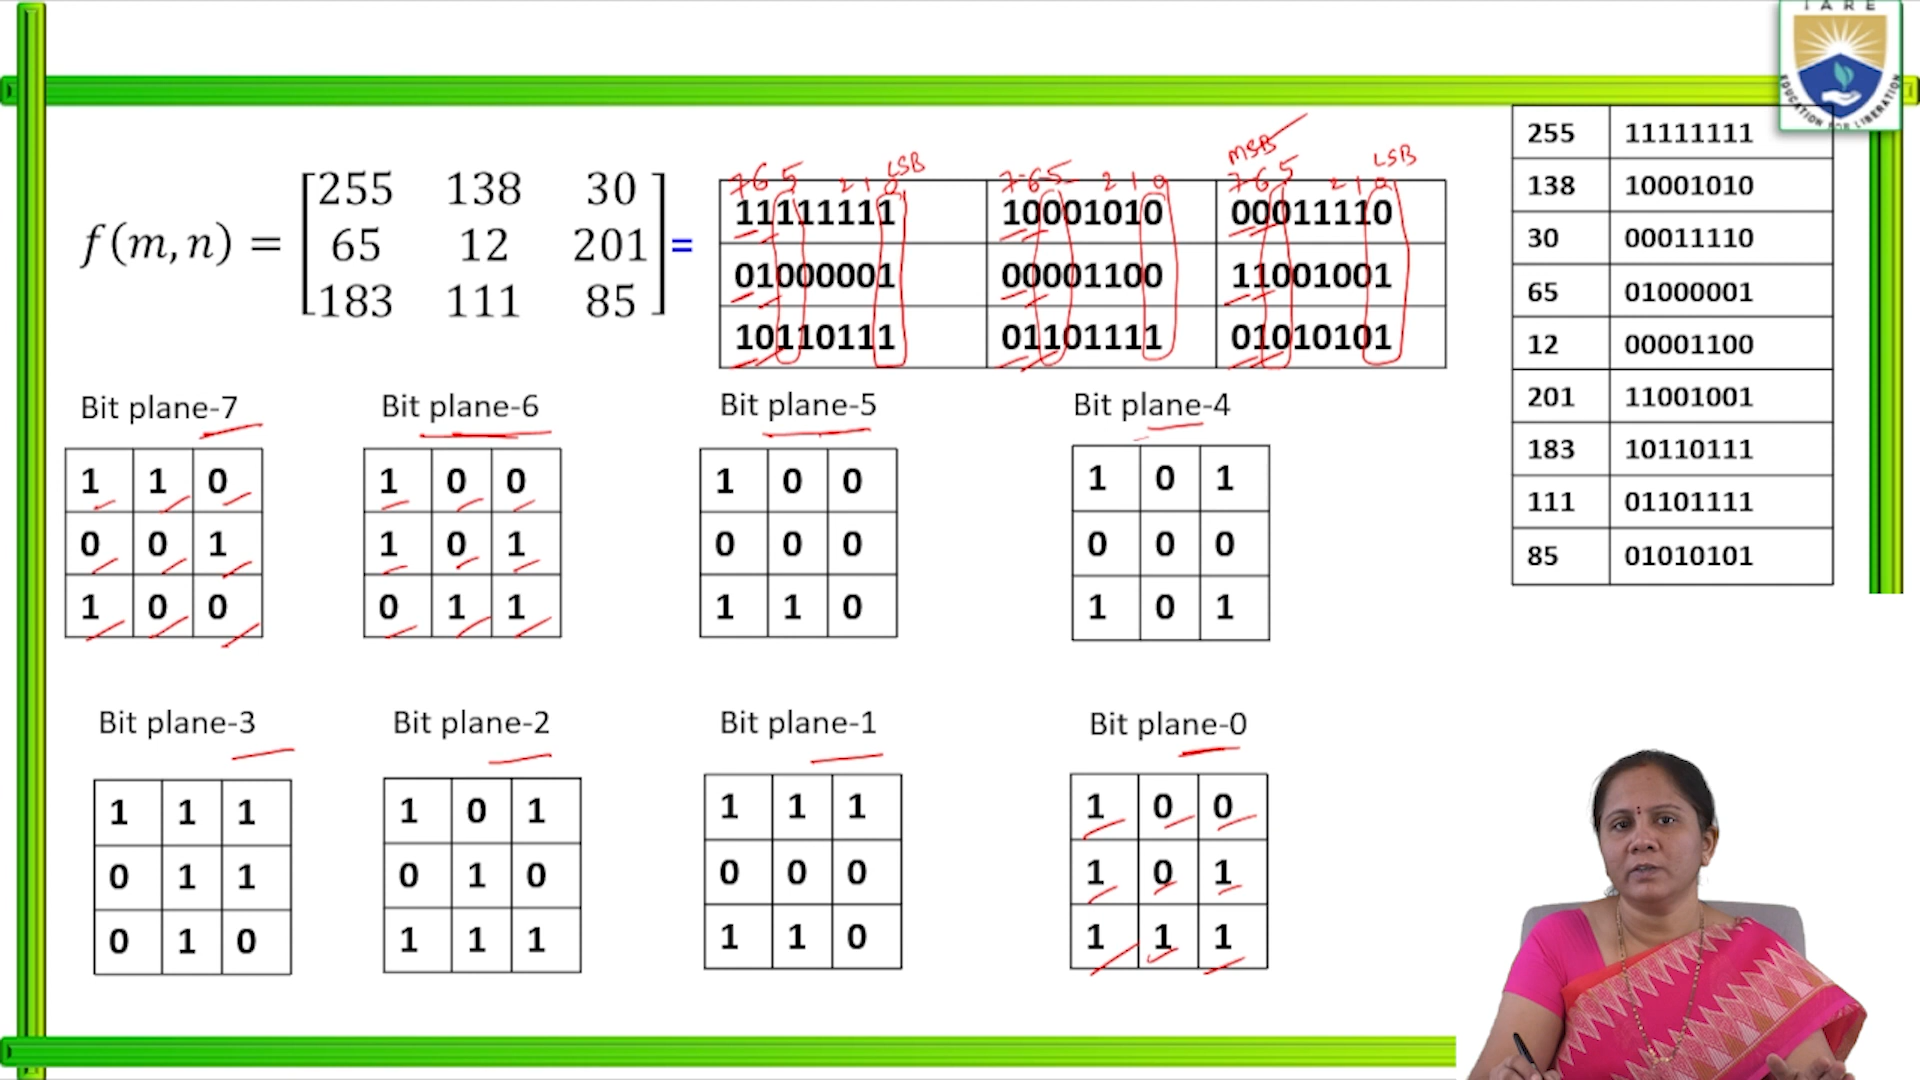 IARE
EDUCATION FOR LIBERATION
f(m, n) = [255 138 30
65 12 201
183 111 85] =
MSB
LSB
LSB
7 6 5 2 1 0
7 6 5 2 1 0
7 6 5 2 1 0
11111111 10001010 00011110
01000001 00001100 11001001
10110111 01101111 01010101
255 11111111
138 10001010
30 00011110
65 01000001
12 00001100
201 11001001
183 10110111
111 01101111
85 01010101
Bit plane-7
1 1 0
0 0 1
1 0 0
Bit plane-6
1 0 0
1 0 1
0 1 1
Bit plane-5
1 0 0
0 0 0
1 1 0
Bit plane-4
1 0 1
0 0 0
1 0 1
Bit plane-3
1 1 1
0 1 1
0 1 0
Bit plane-2
1 0 1
0 1 0
1 1 1
Bit plane-1
1 1 1
0 0 0
1 1 0
Bit plane-0
1 0 0
1 0 1
1 1 1